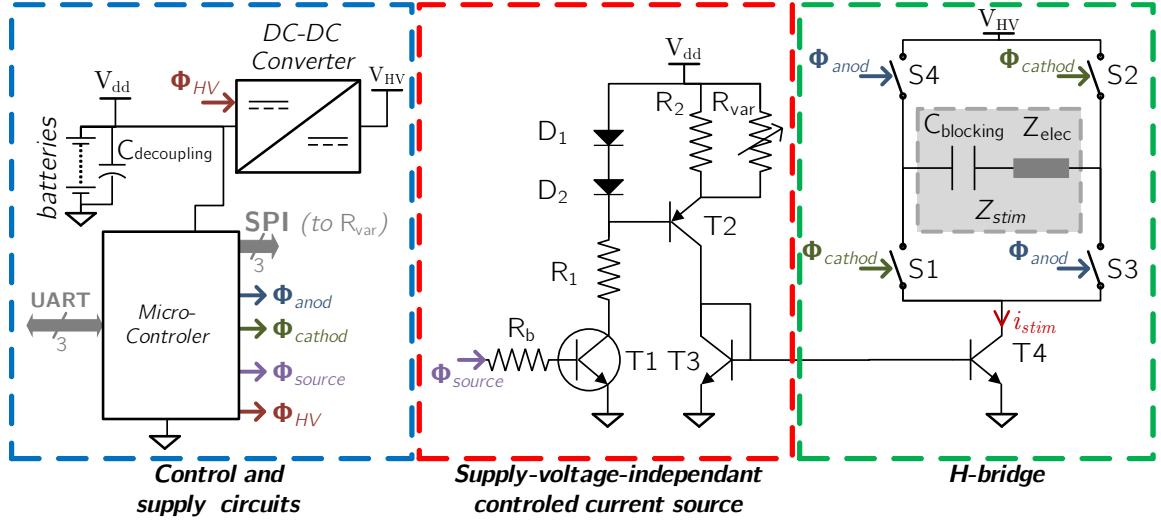 DC-DC
Converter
Φ_HV
V_HV
V_dd
batteries
C_decoupling
SPI (to R_var)
3
UART
3
Micro-
Controler
Φ_anod
Φ_cathod
Φ_source
Φ_HV
Control and
supply circuits
V_dd
R_2
R_var
D_1
D_2
T2
R_1
R_b
Φ_source
T1
T3
Supply-voltage-independant
controled current source
V_HV
Φ_anod
S4
Φ_cathod
S2
C_blocking
Z_elec
Z_stim
Φ_cathod
S1
Φ_anod
S3
i_stim
T4
H-bridge